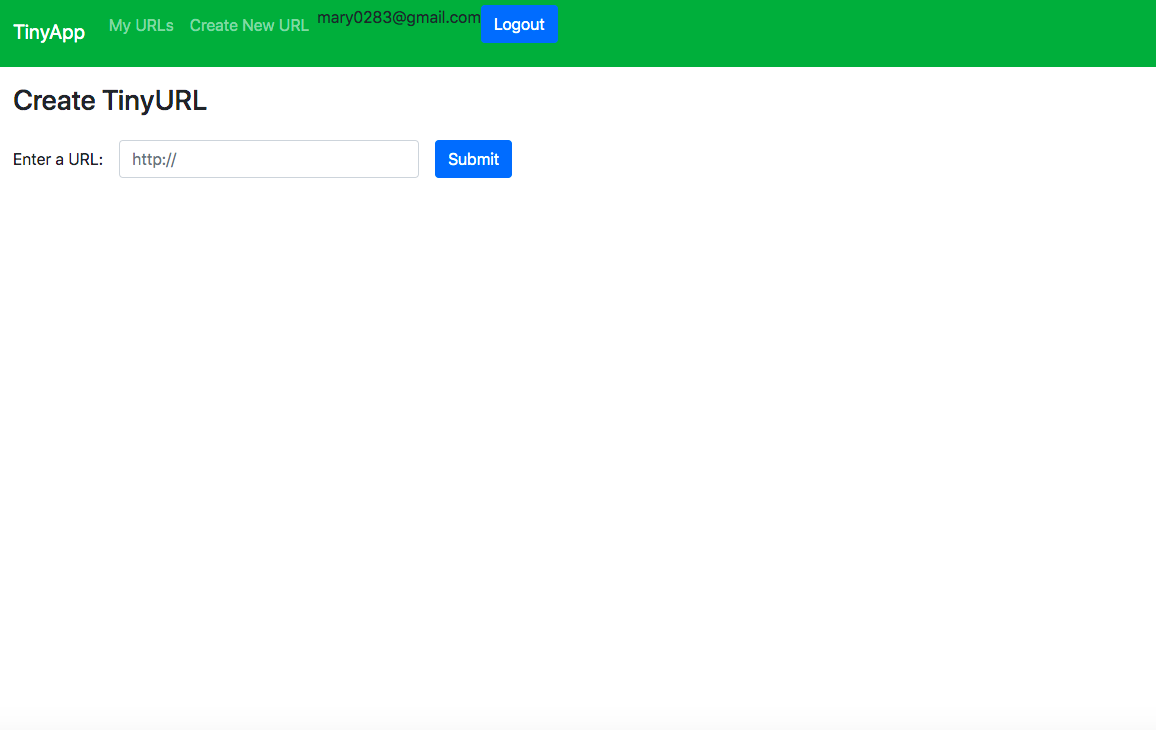 TinyApp My URLs Create New URL mary0283@gmail.com Logout
Create TinyURL
Enter a URL: http:// Submit